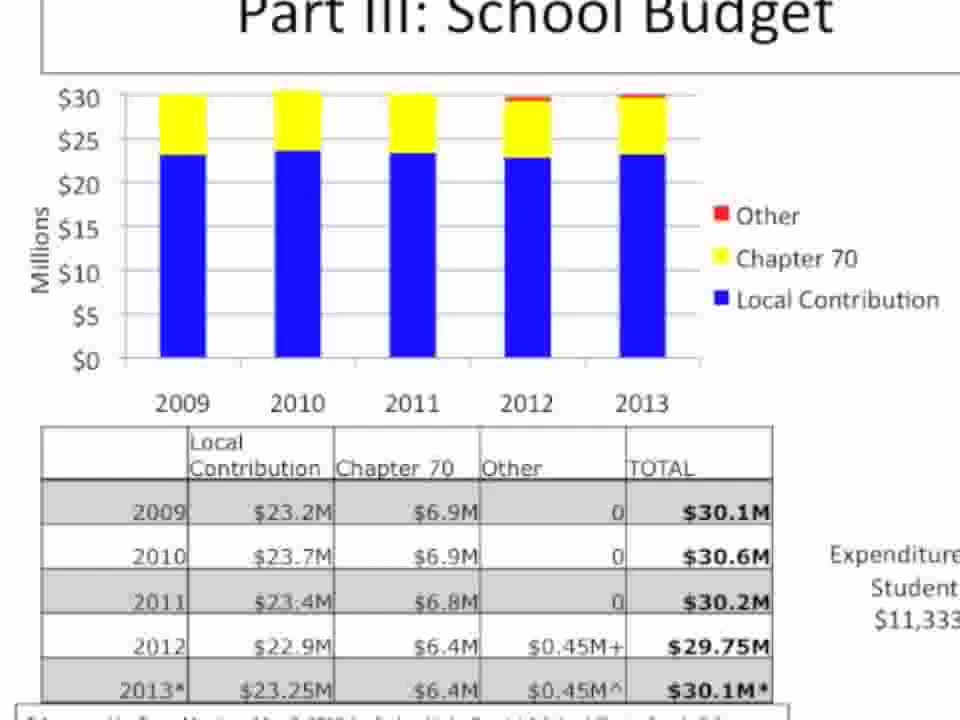 Part III: School Budget
$30
$25
$20
$15
$10
$5
$0
Millions
2009 2010 2011 2012 2013
Other
Chapter 70
Local Contribution
Local
Contribution Chapter 70 Other TOTAL
2009 $23.2M $6.9M 0 $30.1M
2010 $23.7M $6.9M 0 $30.6M
2011 $23.4M $6.8M 0 $30.2M
2012 $22.9M $6.4M $0.45M+ $29.75M
2013* $23.25M $6.4M $0.45M^ $30.1M*
Expenditure
Student
$11,333